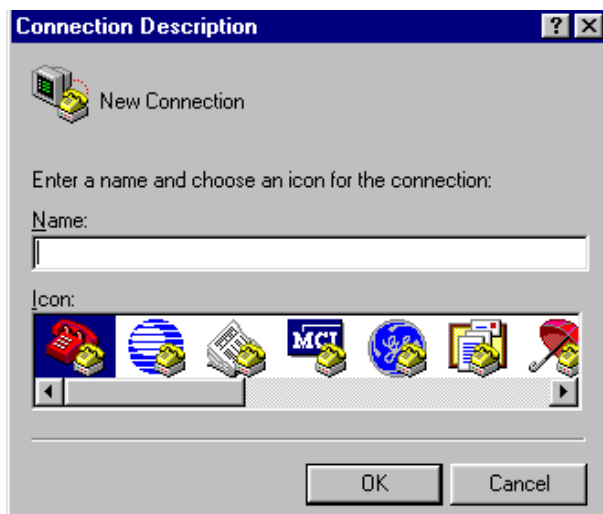 Connection Description
New Connection
Enter a name and choose an icon for the connection:
Name:
Icon:
MCI
OK
Cancel